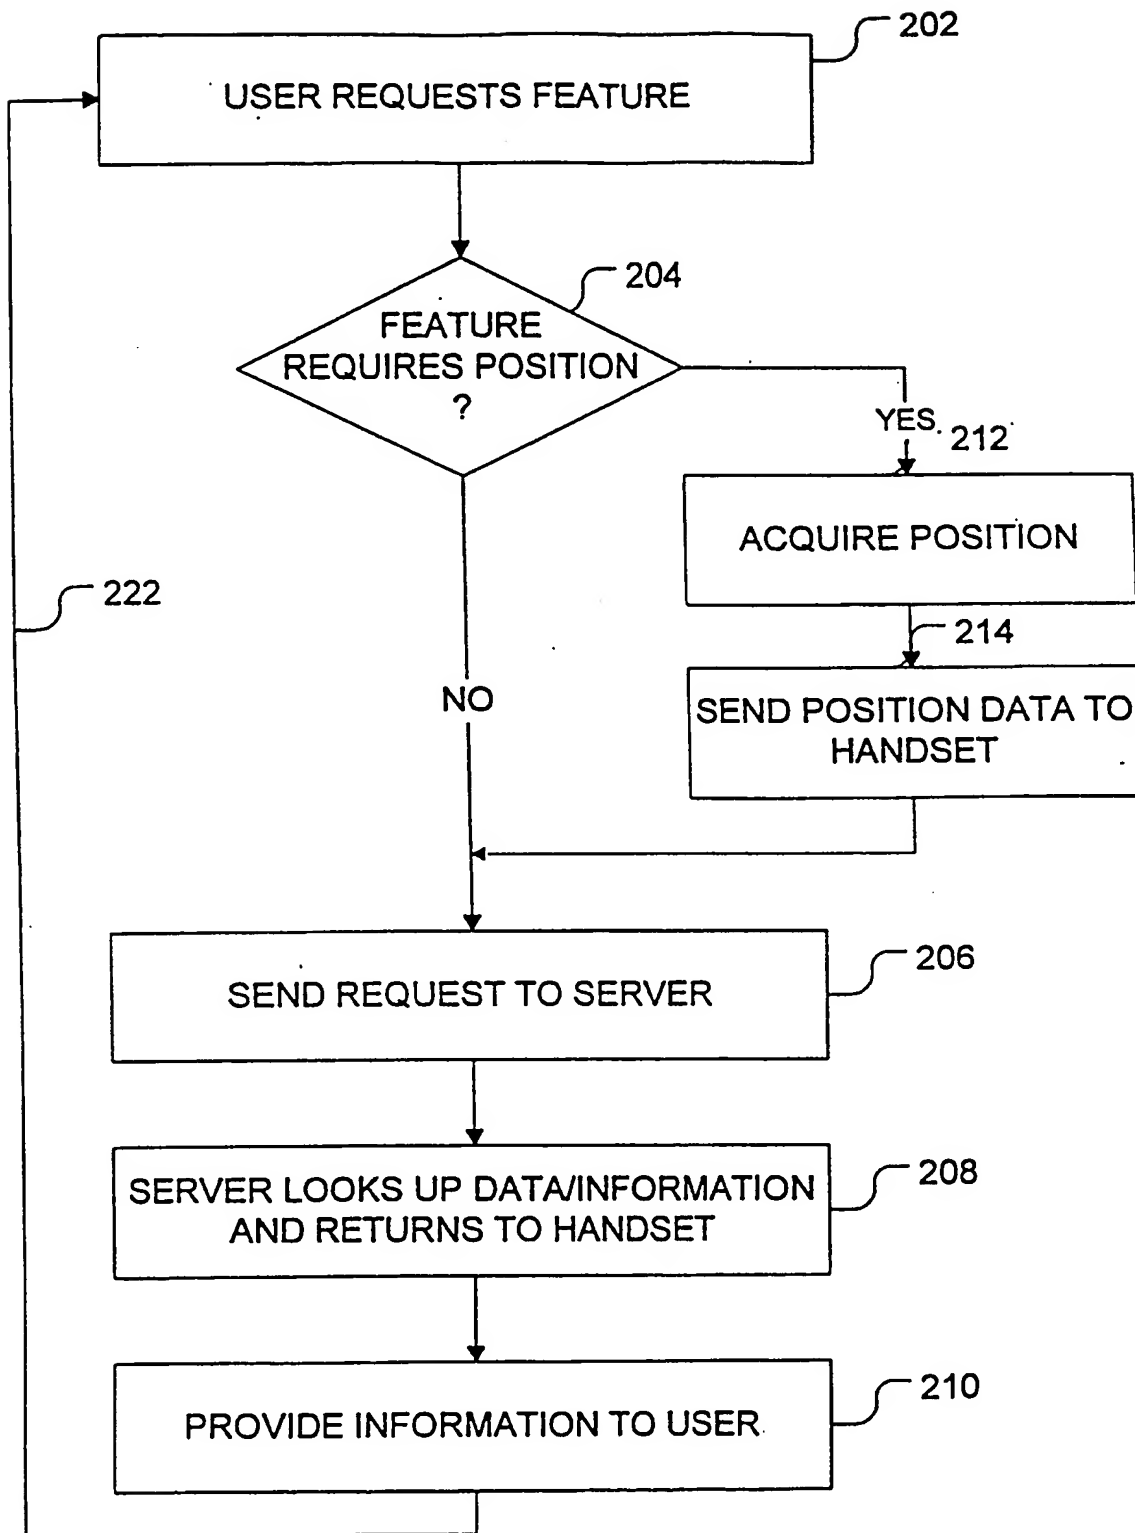 202
USER REQUESTS FEATURE
204
FEATURE
REQUIRES POSITION
?
YES
212
ACQUIRE POSITION
222
214
NO
SEND POSITION DATA TO
HANDSET
206
SEND REQUEST TO SERVER
208
SERVER LOOKS UP DATA/INFORMATION
AND RETURNS TO HANDSET
210
PROVIDE INFORMATION TO USER